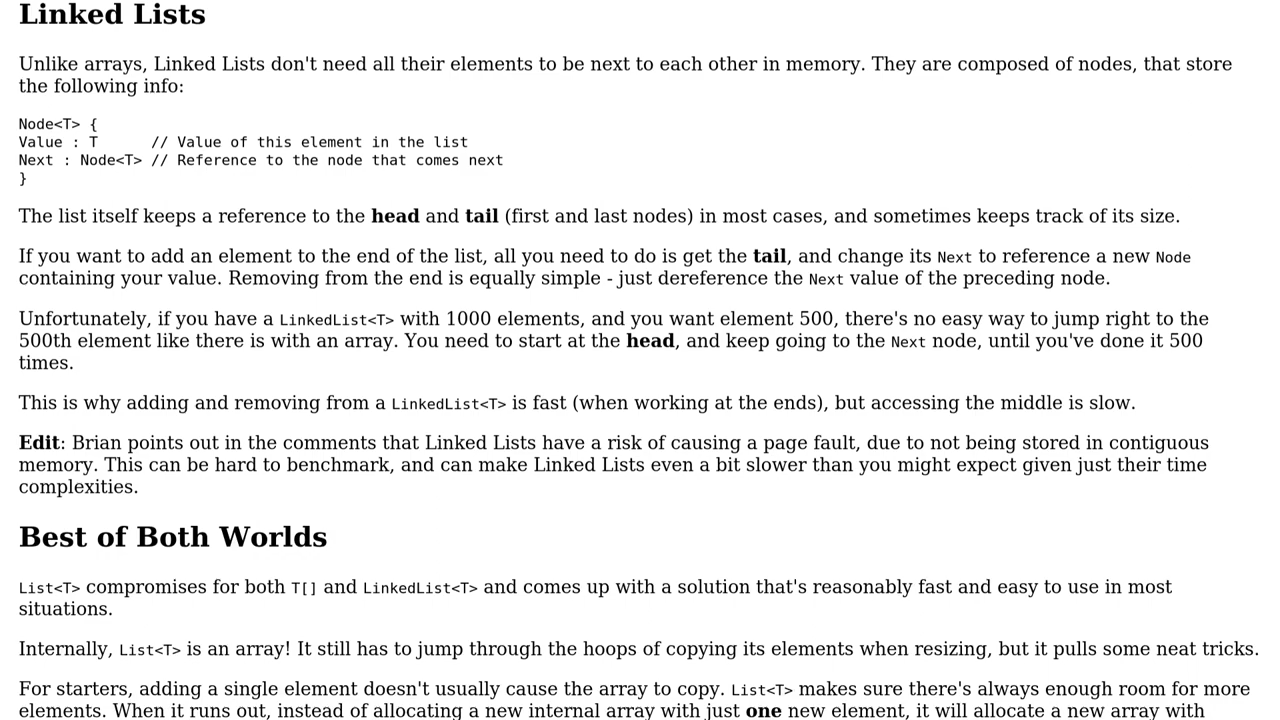 Linked Lists
Unlike arrays, Linked Lists don't need all their elements to be next to each other in memory. They are composed of nodes, that store
the following info:
Node<T> {
Value : T      // Value of this element in the list
Next : Node<T> // Reference to the node that comes next
}
The list itself keeps a reference to the head and tail (first and last nodes) in most cases, and sometimes keeps track of its size.
If you want to add an element to the end of the list, all you need to do is get the tail, and change its Next to reference a new Node
containing your value. Removing from the end is equally simple - just dereference the Next value of the preceding node.
Unfortunately, if you have a LinkedList<T> with 1000 elements, and you want element 500, there's no easy way to jump right to the
500th element like there is with an array. You need to start at the head, and keep going to the Next node, until you've done it 500
times.
This is why adding and removing from a LinkedList<T> is fast (when working at the ends), but accessing the middle is slow.
Edit: Brian points out in the comments that Linked Lists have a risk of causing a page fault, due to not being stored in contiguous
memory. This can be hard to benchmark, and can make Linked Lists even a bit slower than you might expect given just their time
complexities.
Best of Both Worlds
List<T> compromises for both T[] and LinkedList<T> and comes up with a solution that's reasonably fast and easy to use in most
situations.
Internally, List<T> is an array! It still has to jump through the hoops of copying its elements when resizing, but it pulls some neat tricks.
For starters, adding a single element doesn't usually cause the array to copy. List<T> makes sure there's always enough room for more
elements. When it runs out, instead of allocating a new internal array with just one new element, it will allocate a new array with